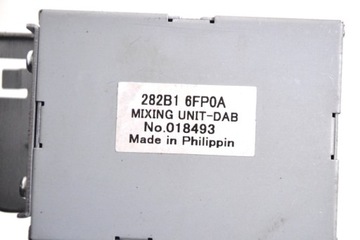 282B1 6FP0A
MIXING UNIT-DAB
No.018493
Made in Philippin